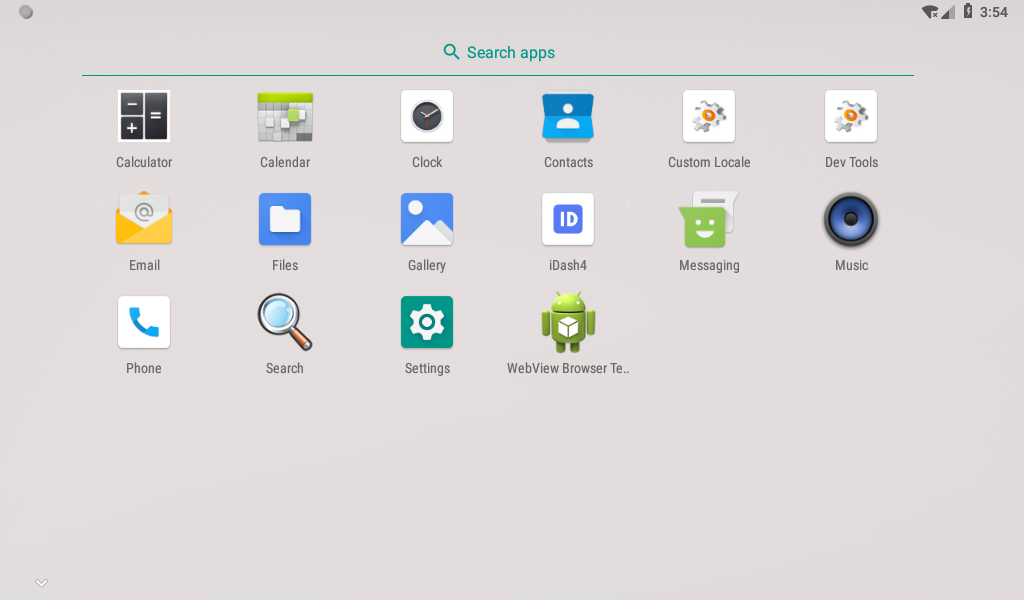 3:54
Search apps
Calculator
Calendar
Clock
Contacts
Custom Locale
Dev Tools
@
ID
Email
Files
Gallery
iDash4
Messaging
Music
Phone
Search
Settings
WebView Browser Te..